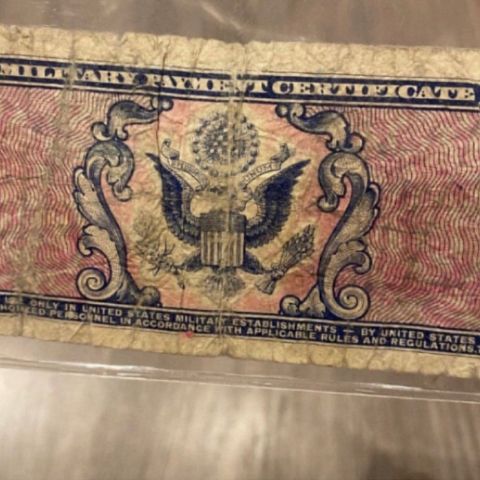 MILITARY PAYMENT CERTIFICATE
ONLY IN UNITED STATES MILITARY ESTABLISHMENTS — BY UNITED STATES
PERSONNEL IN ACCORDANCE WITH APPLICABLE RULES AND REGULATIONS.